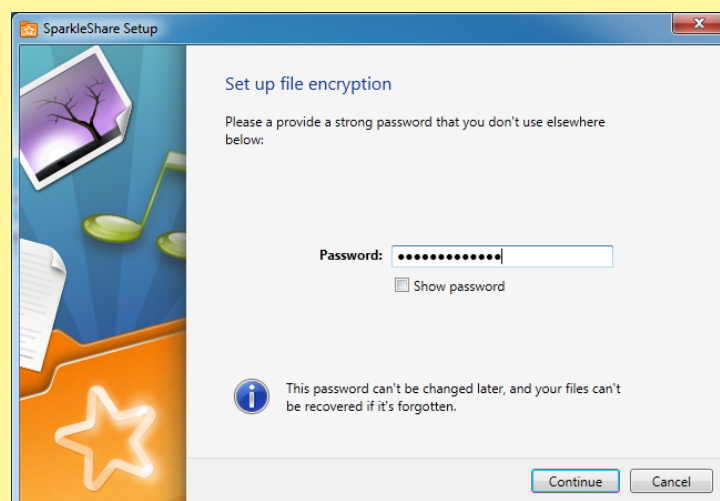 SparkleShare Setup
Set up file encryption
Please a provide a strong password that you don't use elsewhere
below:
Password: •••••••••••••
Show password
This password can't be changed later, and your files can't
be recovered if it's forgotten.
Continue Cancel